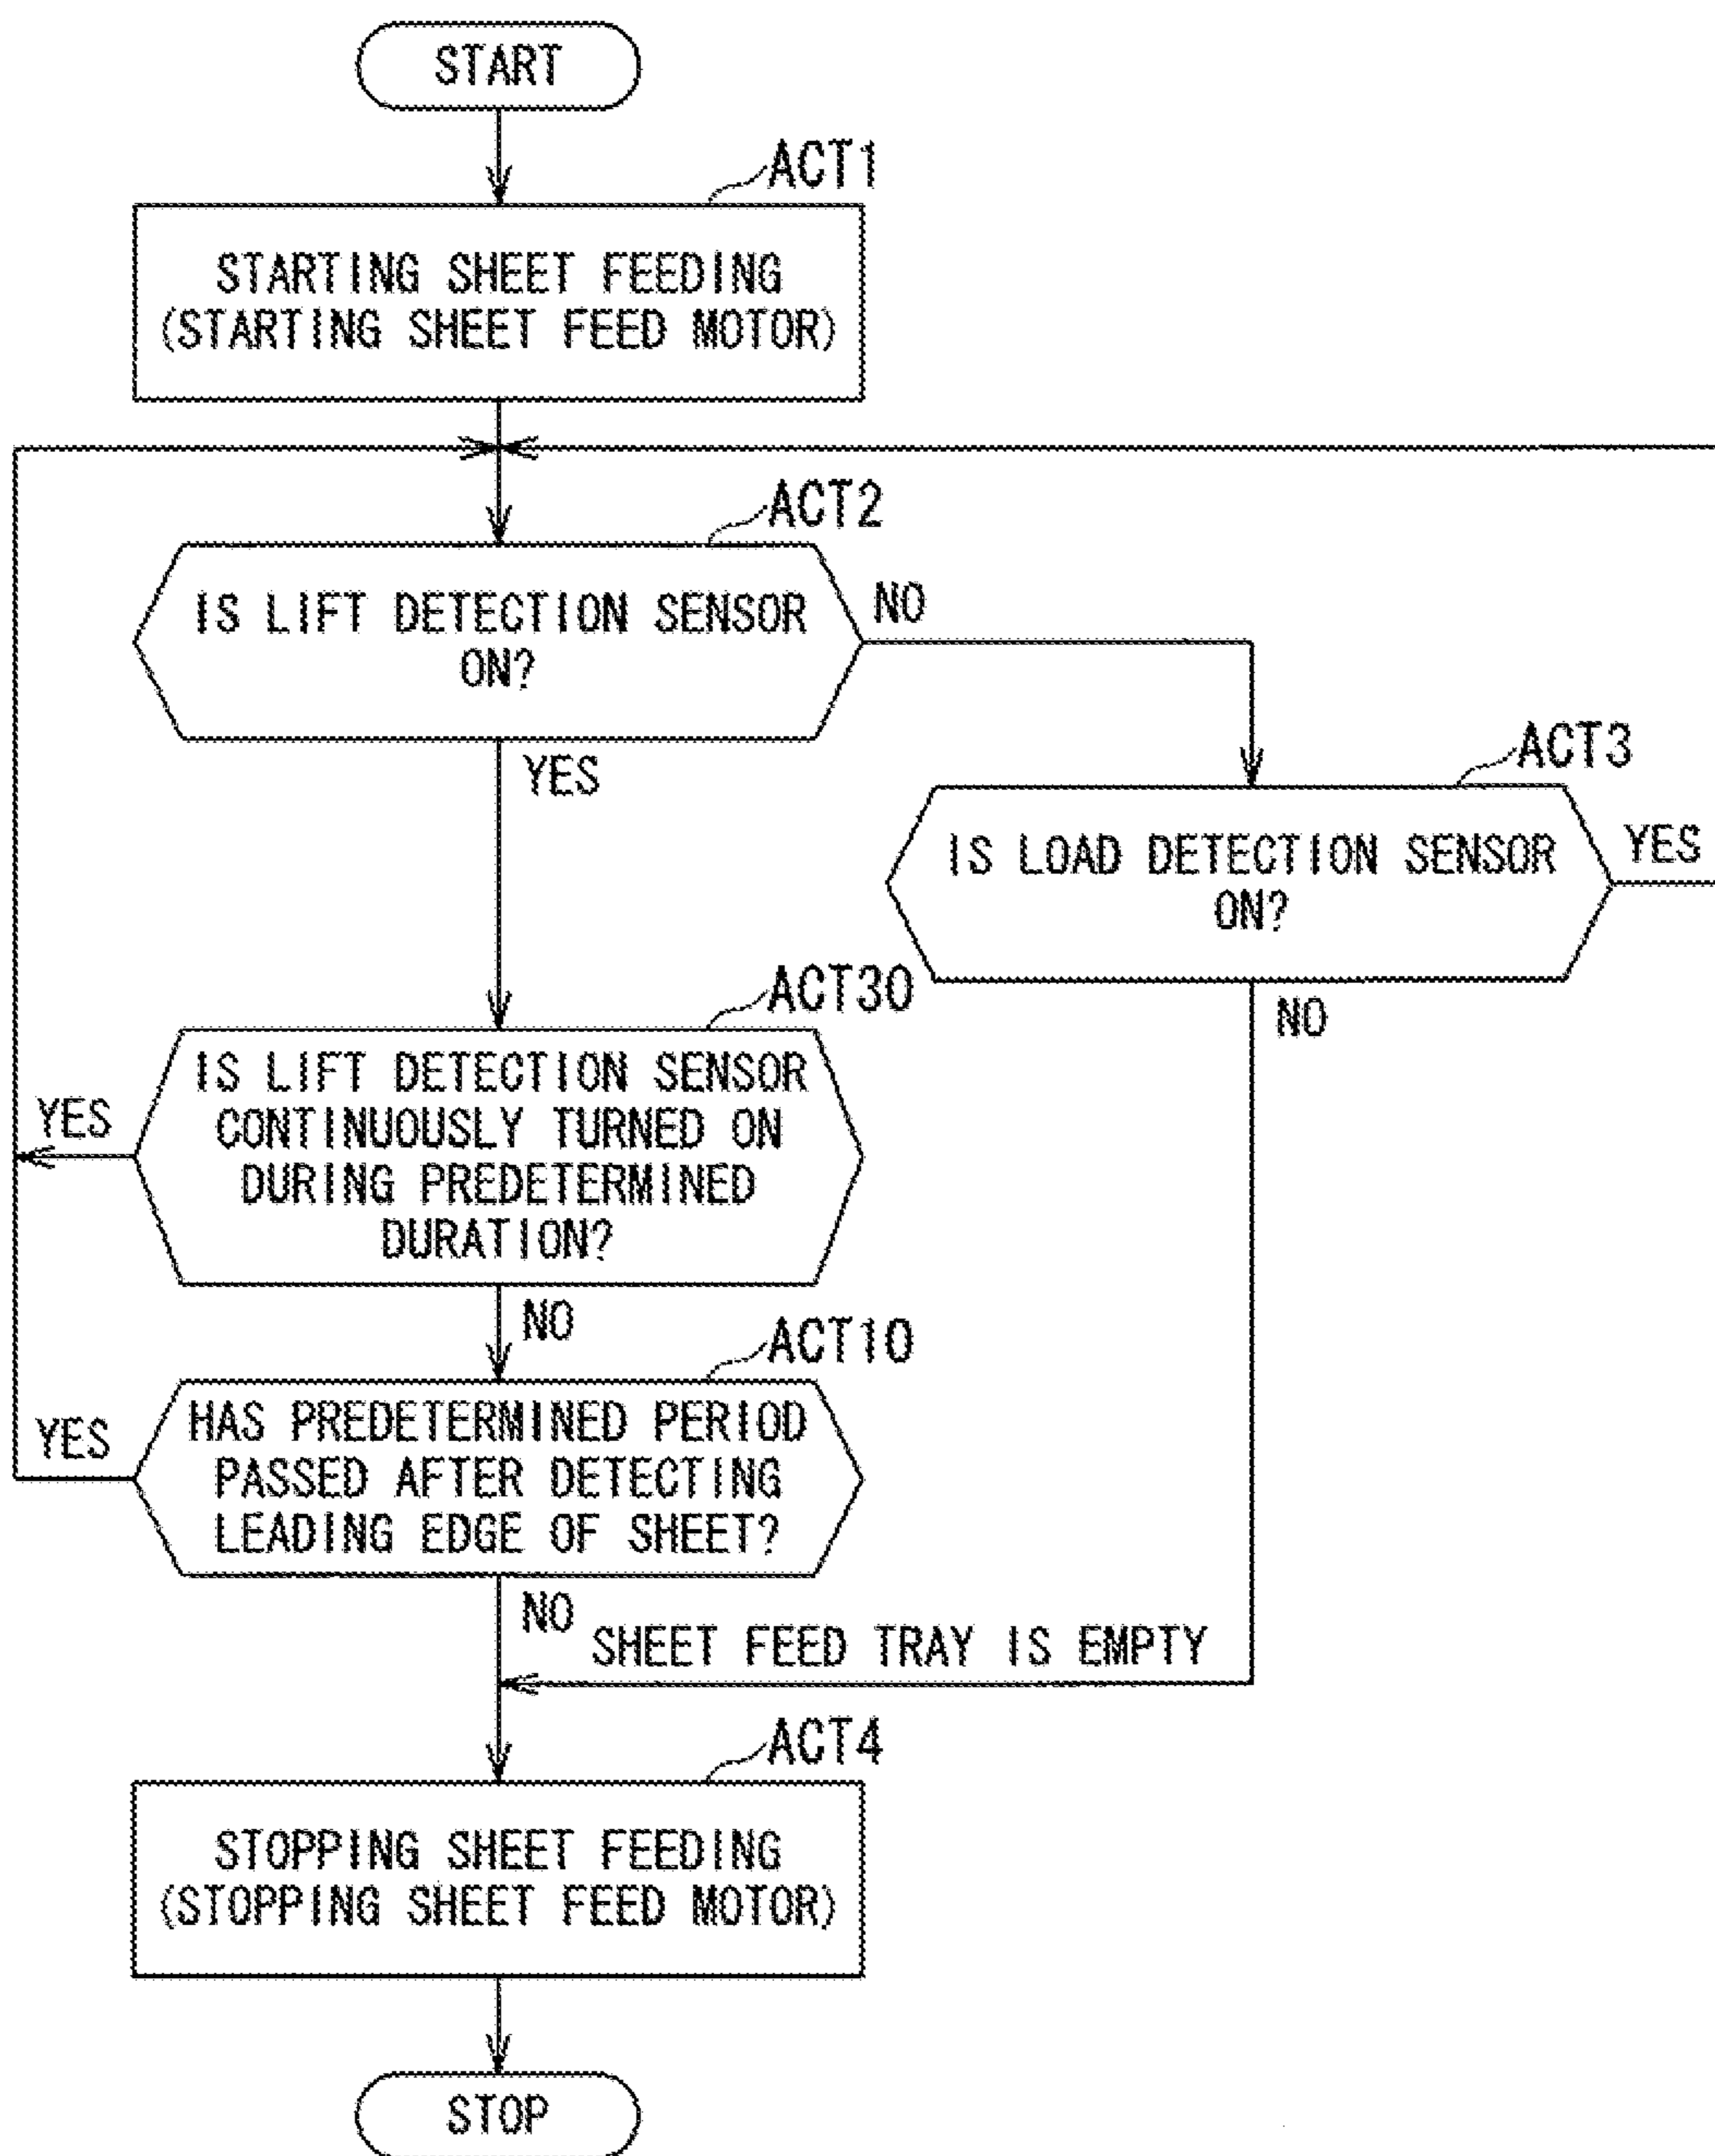 START
ACT1
STARTING SHEET FEEDING
(STARTING SHEET FEED MOTOR)
ACT2
IS LIFT DETECTION SENSOR
ON?
NO
YES
ACT3
IS LOAD DETECTION SENSOR
ON?
YES
NO
ACT30
IS LIFT DETECTION SENSOR
CONTINUOUSLY TURNED ON
DURING PREDETERMINED
DURATION?
YES
NO
ACT10
HAS PREDETERMINED PERIOD
PASSED AFTER DETECTING
LEADING EDGE OF SHEET?
YES
NO
SHEET FEED TRAY IS EMPTY
ACT4
STOPPING SHEET FEEDING
(STOPPING SHEET FEED MOTOR)
STOP